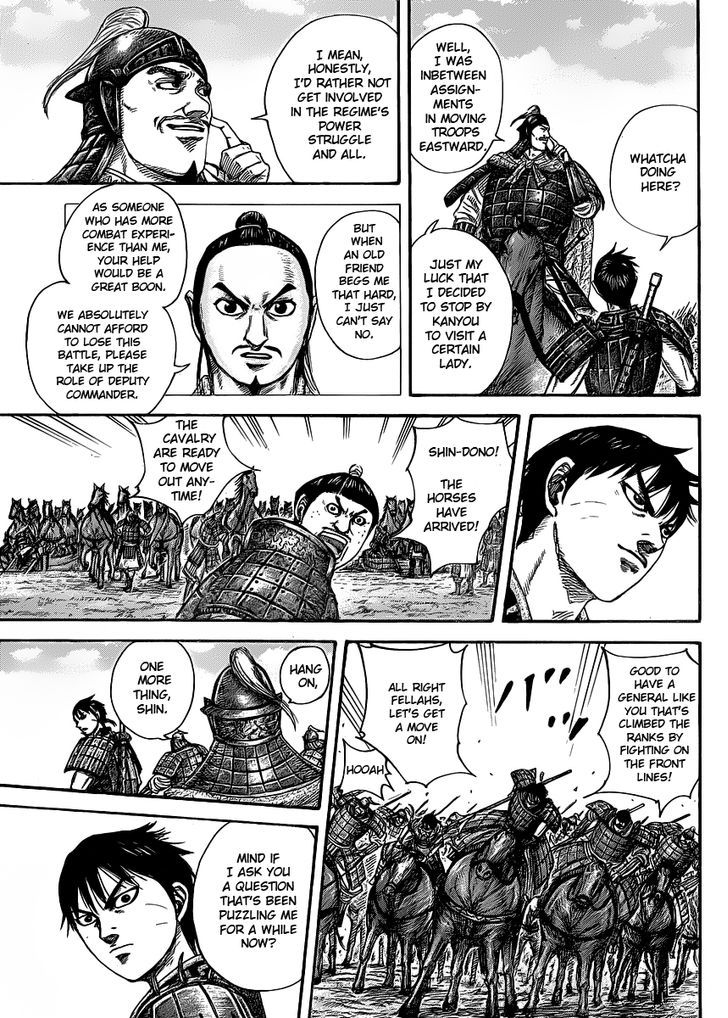 WHATCHA
DOING
HERE?
WELL,
I WAS
INBETWEEN
ASSIGN-
MENTS
IN MOVING
TROOPS
EASTWARD.
JUST MY
LUCK THAT I
DECIDED TO
STOP BY
KANYOU
TO VISIT A
CERTAIN
LADY.
I MEAN,
HONESTLY,
I'D RATHER NOT
GET INVOLVED
IN THE REGIME'S
POWER
STRUGGLE
AND ALL.
BUT
WHEN
AN OLD
FRIEND
BEGS ME
THAT HARD,
I JUST
CAN'T SAY
NO.
AS SOMEONE
WHO HAS MORE
COMBAT EXPERI-
ENCE THAN ME,
YOUR HELP
WOULD BE A
GREAT BOON.
WE ABSOLUTELY
CANNOT AFFORD
TO LOSE THIS
BATTLE, PLEASE
TAKE UP THE
ROLE OF DEPUTY
COMMANDER.
SHIN-DONO!
THE
HORSES
HAVE
ARRIVED!
THE
CAVALRY
ARE READY
TO MOVE
OUT ANY-
TIME!
GOOD TO
HAVE A
GENERAL LIKE
YOU THAT'S
CLIMBED THE
RANKS BY
FIGHTING ON
THE FRONT
LINES!
ALL RIGHT
FELLAHS,
LET'S GET
A MOVE
ON!
HOOAH
HANG
ON,
ONE
MORE
THING,
SHIN.
MIND IF
I ASK YOU
A QUESTION
THAT'S BEEN
PUZZLING ME
FOR A WHILE
NOW?